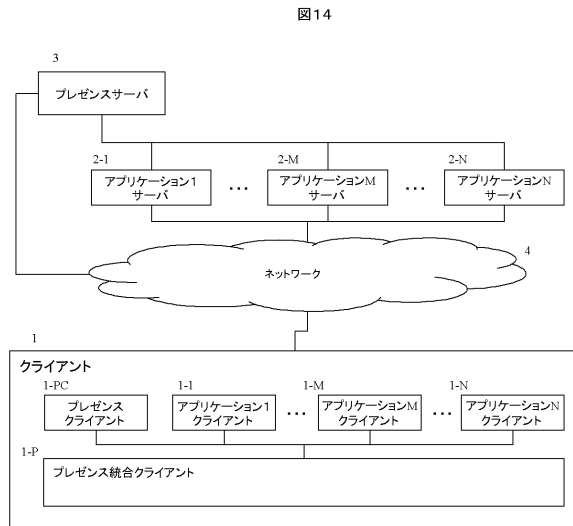 図14
3
プレゼンスサーバ
2-1
2-M
2-N
アプリケーション1
サーバ
...
アプリケーションM
サーバ
...
アプリケーションN
サーバ
4
ネットワーク
1
クライアント
1-PC
1-1
1-M
1-N
プレゼンス
クライアント
アプリケーション1
クライアント
...
アプリケーションM
クライアント
...
アプリケーションN
クライアント
1-P
プレゼンス統合クライアント